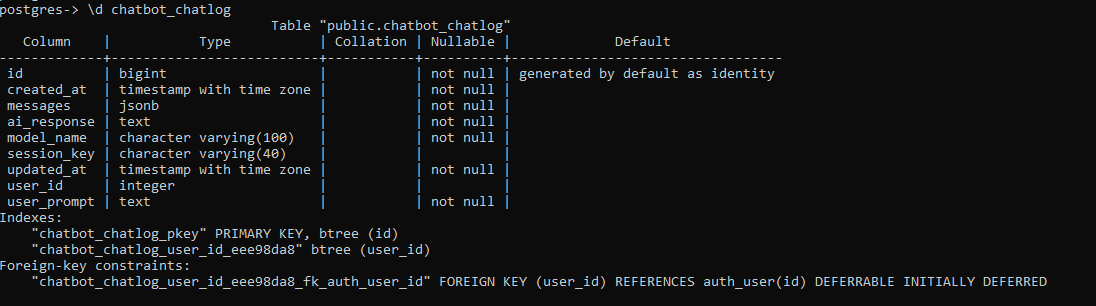 postgres-> \d chatbot_chatlog
                                  Table "public.chatbot_chatlog"
   Column    |           Type           | Collation | Nullable |             Default
-------------+--------------------------+-----------+----------+----------------------------------
 id          | bigint                   |           | not null | generated by default as identity
 created_at  | timestamp with time zone |           | not null |
 messages    | jsonb                    |           | not null |
 ai_response | text                     |           | not null |
 model_name  | character varying(100)   |           | not null |
 session_key | character varying(40)    |           |          |
 updated_at  | timestamp with time zone |           | not null |
 user_id     | integer                  |           |          |
 user_prompt | text                     |           | not null |
Indexes:
    "chatbot_chatlog_pkey" PRIMARY KEY, btree (id)
    "chatbot_chatlog_user_id_eee98da8" btree (user_id)
Foreign-key constraints:
    "chatbot_chatlog_user_id_eee98da8_fk_auth_user_id" FOREIGN KEY (user_id) REFERENCES auth_user(id) DEFERRABLE INITIALLY DEFERRED